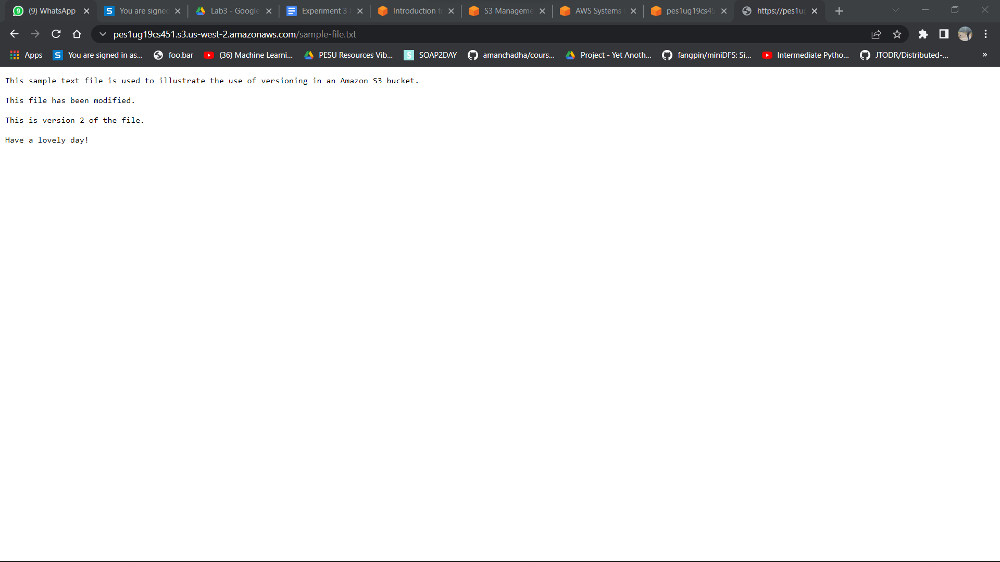 (9) WhatsApp
You are signe
Lab3 - Google
Experiment 3
Introduction to
S3 Manageme
AWS Systems
pes1ug19cs45
https://pes1ug
pes1ug19cs451.s3.us-west-2.amazonaws.com/sample-file.txt
Apps
You are signed in as...
foo.bar
(36) Machine Learni...
PESU Resources Vib...
SOAP2DAY
amanchadha/cours...
Project - Yet Anoth...
fangpin/miniDFS: Si...
Intermediate Pytho...
JTODR/Distributed-...
»
This sample text file is used to illustrate the use of versioning in an Amazon S3 bucket.
This file has been modified.
This is version 2 of the file.
Have a lovely day!